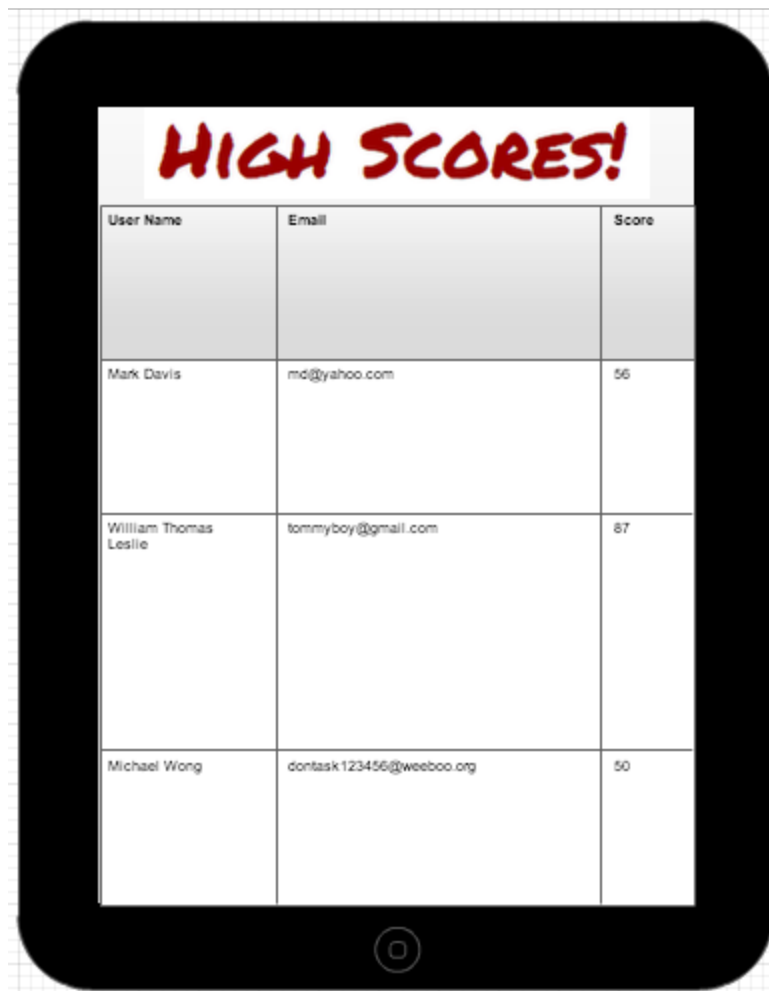 HIGH SCORES!
User Name Email Score
Mark Davis md@yahoo.com 56
William Thomas tommyboy@gmail.com 87
Leslie
Michael Wong dontask123456@weeboo.org 50